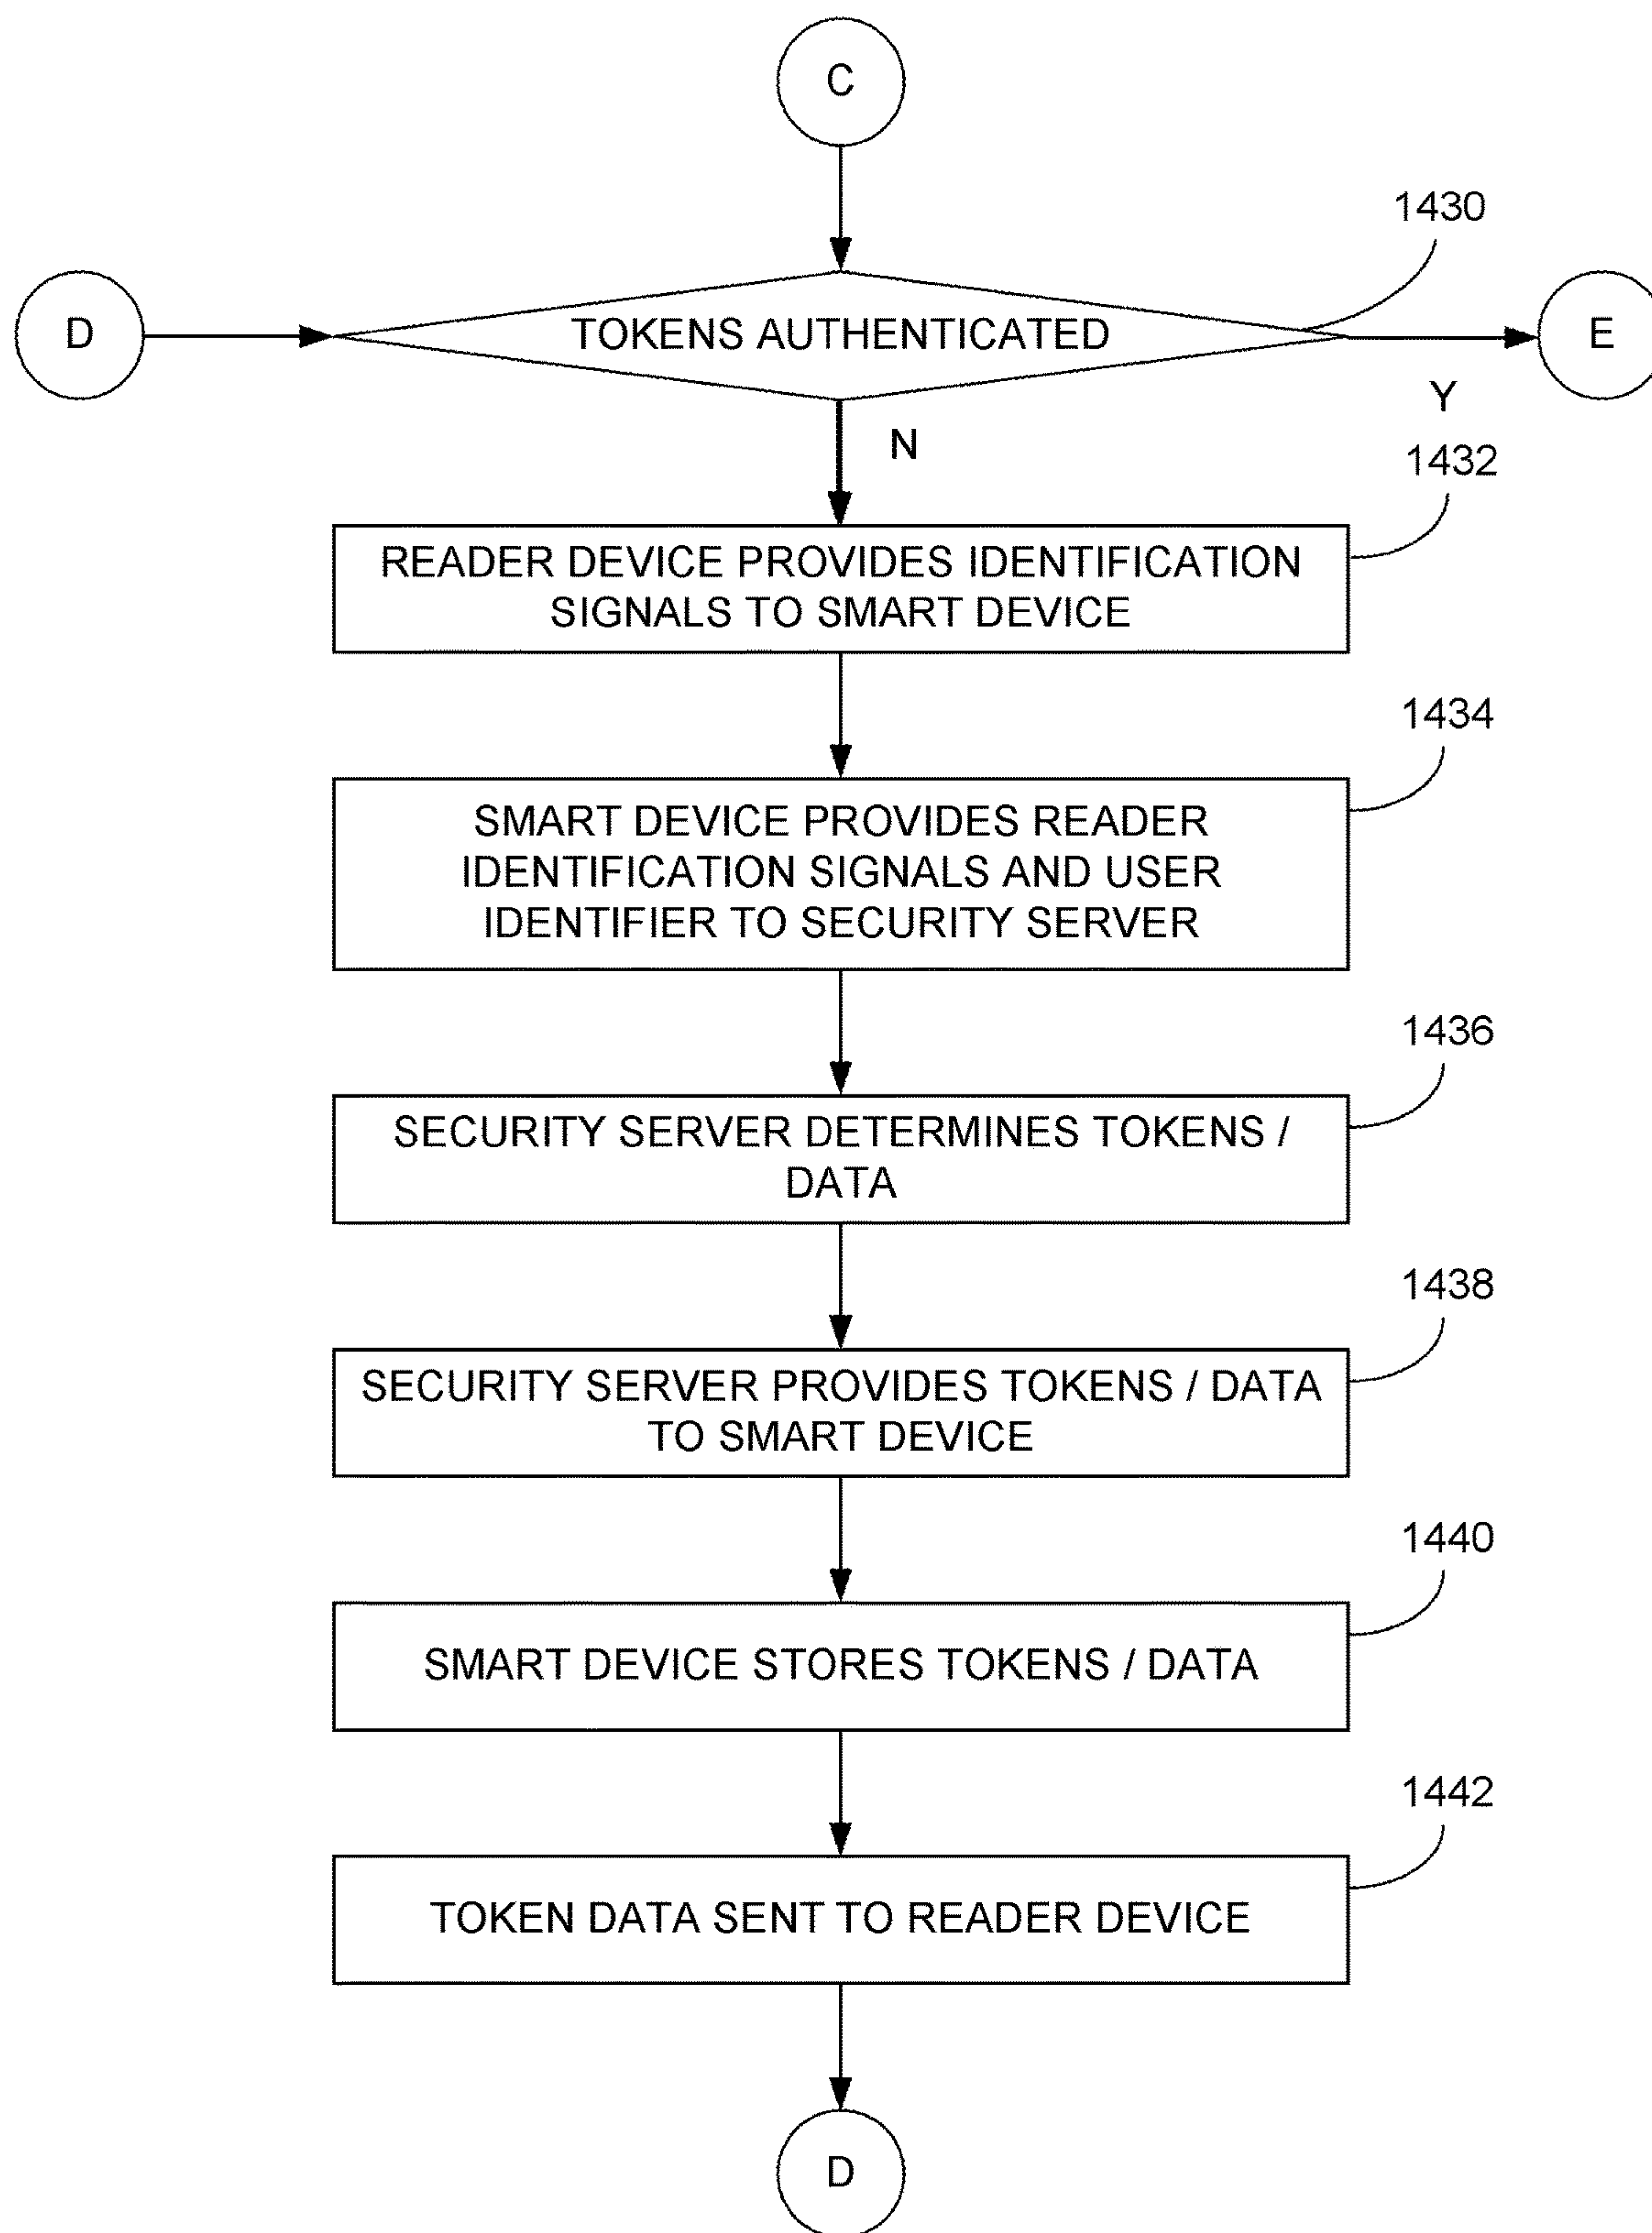 C
1430
D
TOKENS AUTHENTICATED
E
Y
N
1432
READER DEVICE PROVIDES IDENTIFICATION
SIGNALS TO SMART DEVICE
1434
SMART DEVICE PROVIDES READER
IDENTIFICATION SIGNALS AND USER
IDENTIFIER TO SECURITY SERVER
1436
SECURITY SERVER DETERMINES TOKENS /
DATA
1438
SECURITY SERVER PROVIDES TOKENS / DATA
TO SMART DEVICE
1440
SMART DEVICE STORES TOKENS / DATA
1442
TOKEN DATA SENT TO READER DEVICE
D